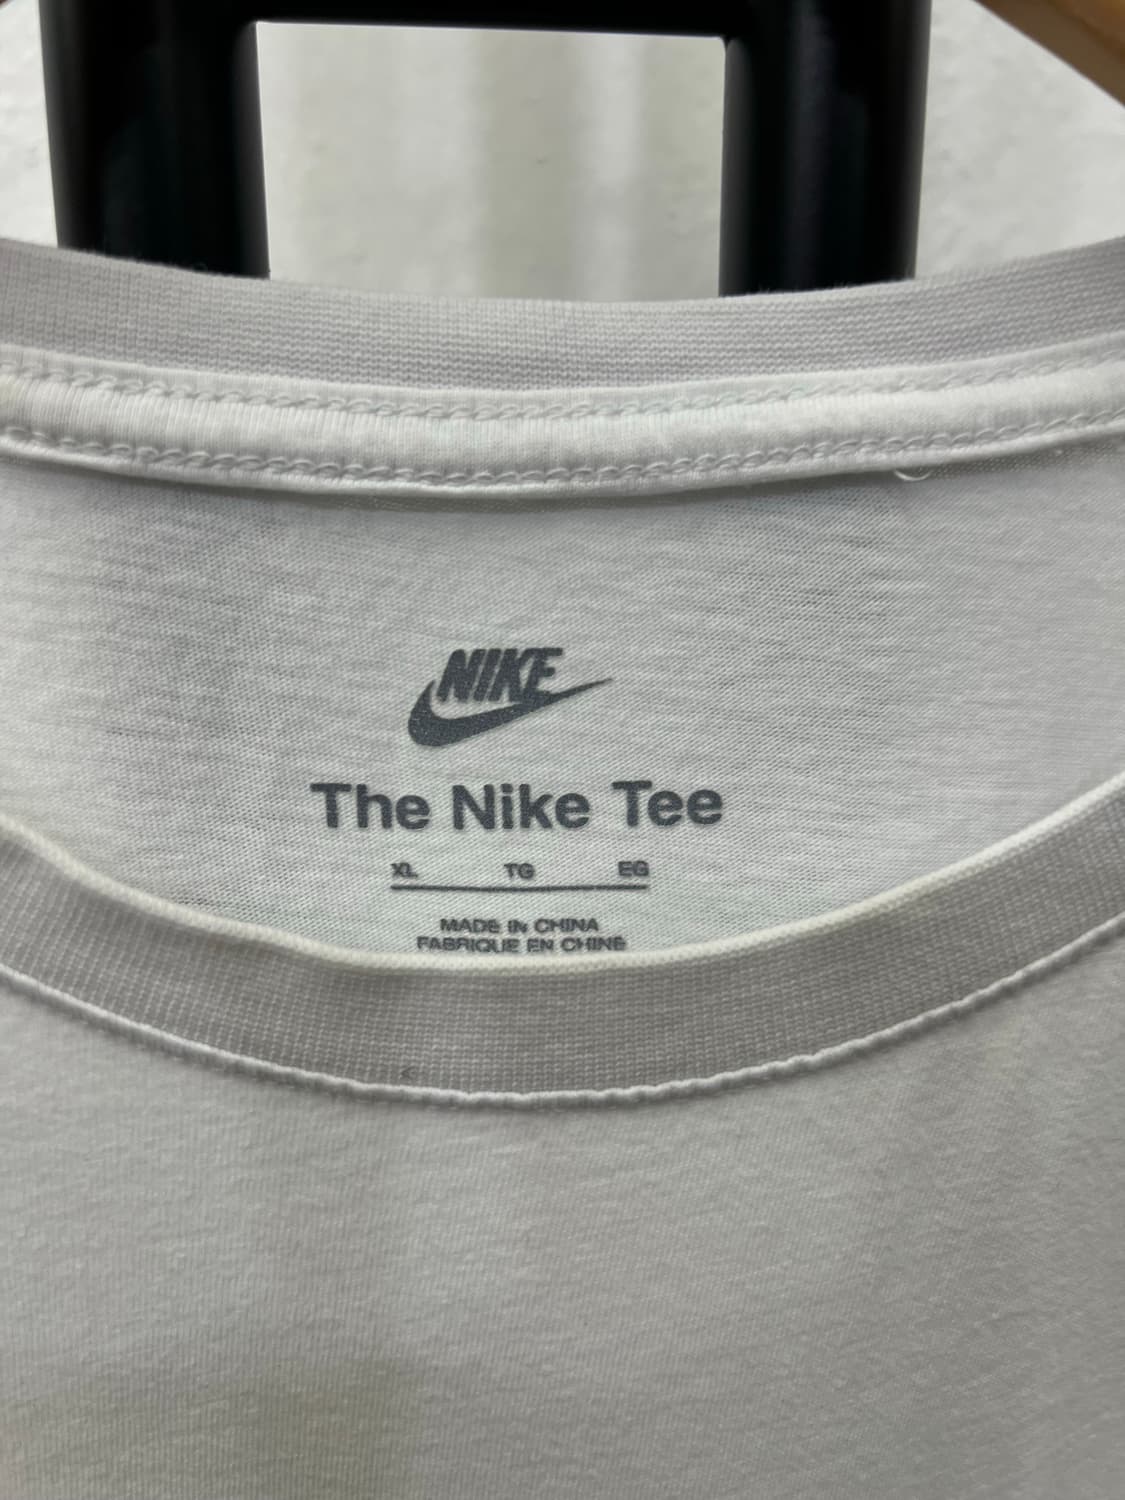 NIKE
The Nike Tee
XL TG EG
MADE IN CHINA
FABRIQUE EN CHINE